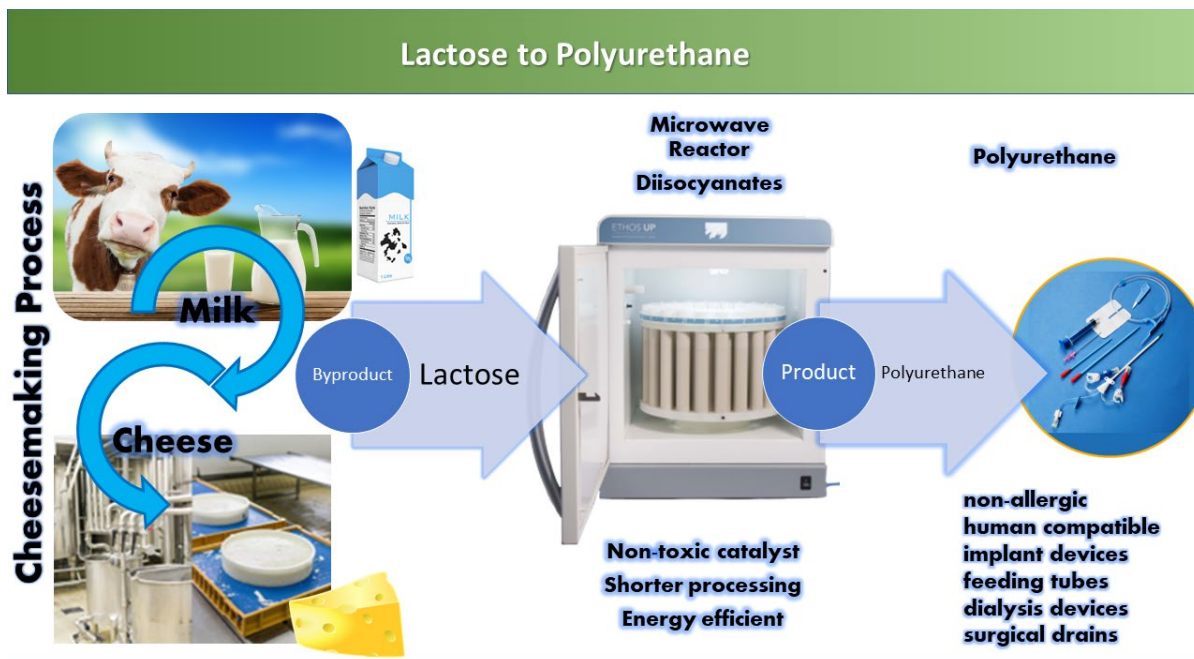 Lactose to Polyurethane
Cheesemaking Process
Milk
Cheese
MILK
Byproduct
Lactose
Microwave
Reactor
Diisocyanates
ETHOS UP
Non-toxic catalyst
Shorter processing
Energy efficient
Product
Polyurethane
Polyurethane
non-allergic
human compatible
implant devices
feeding tubes
dialysis devices
surgical drains